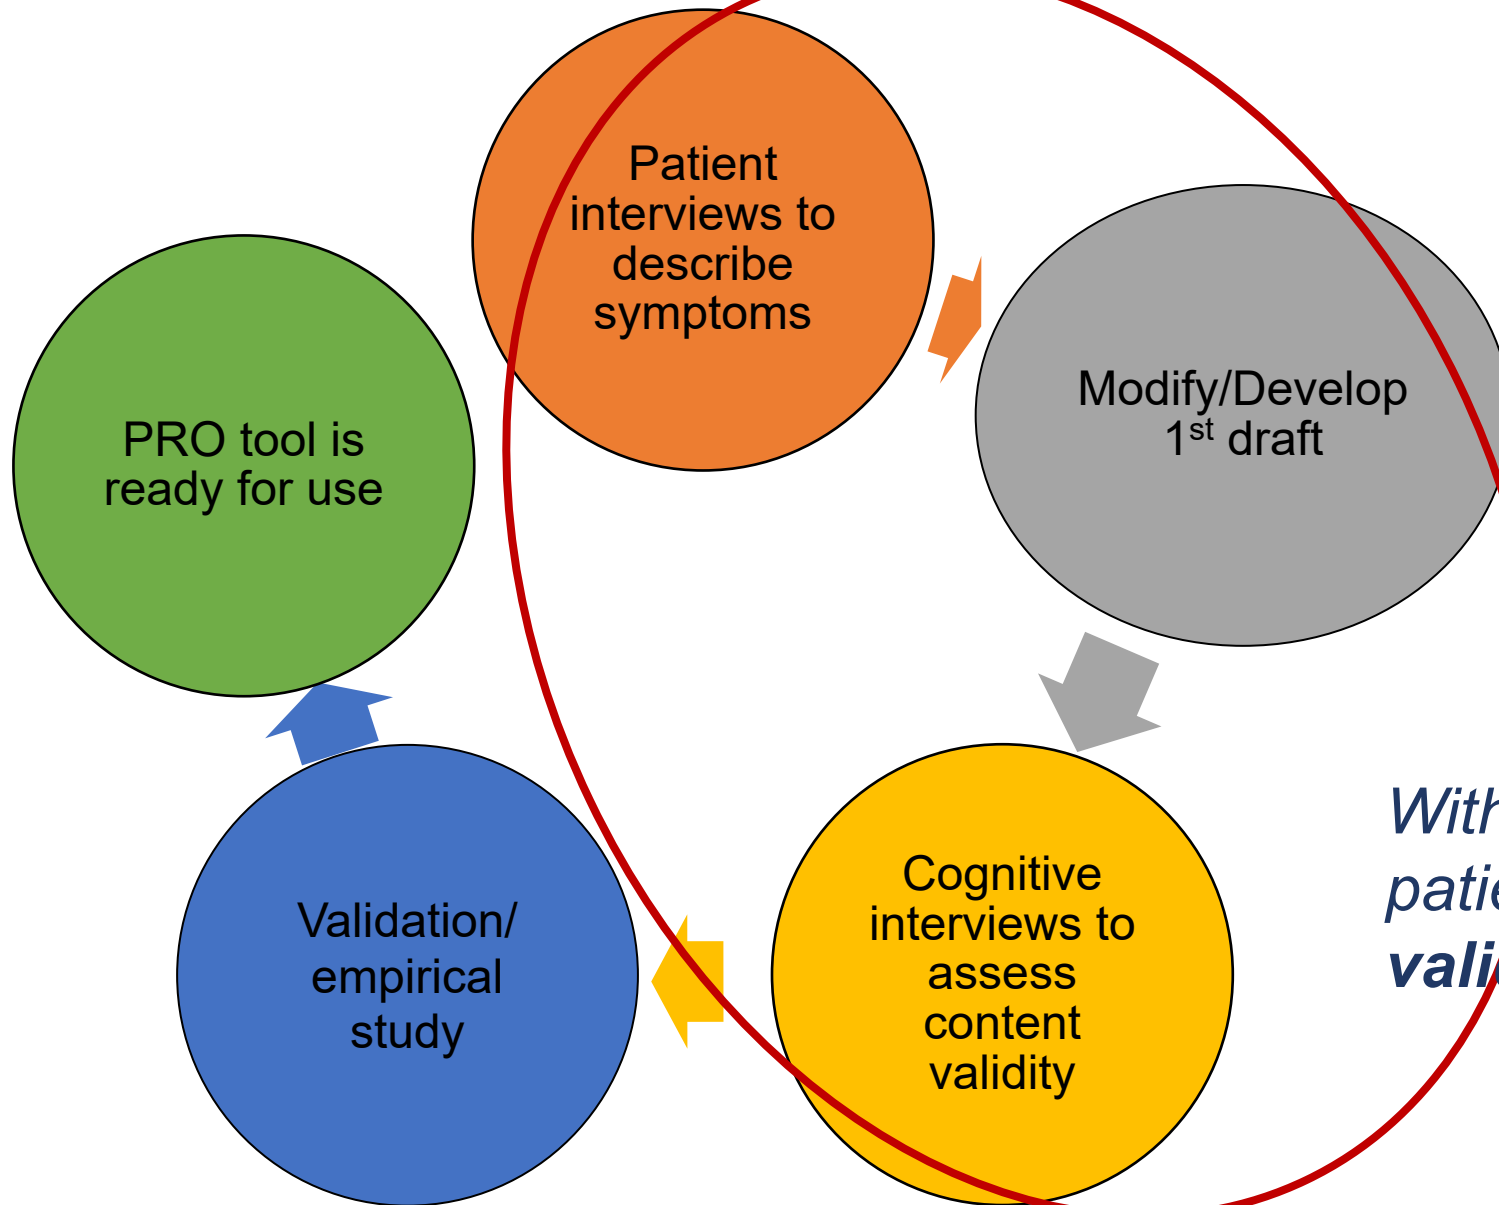 Patient
interviews to
describe
symptoms
Modify/Develop
1st draft
Cognitive
interviews to
assess
content
validity
Validation/
empirical
study
PRO tool is
ready for use
With